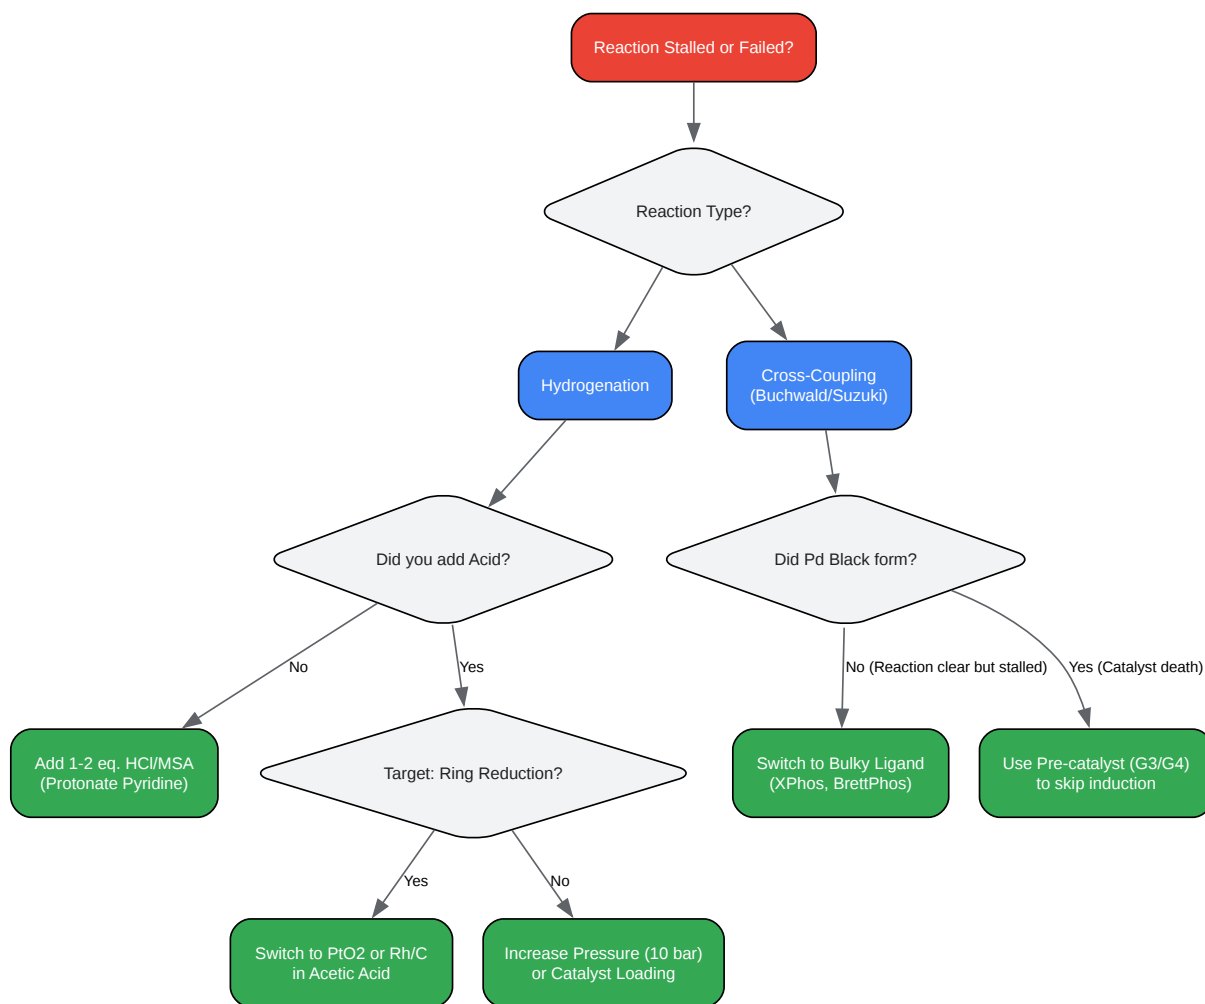 Reaction Stalled or Failed?
Reaction Type?
Hydrogenation
Cross-Coupling
(Buchwald/Suzuki)
Did you add Acid?
Did Pd Black form?
No
Yes
No (Reaction clear but stalled)
Yes (Catalyst death)
Add 1-2 eq. HCl/MSA
(Protonate Pyridine)
Target: Ring Reduction?
Switch to Bulky Ligand
(XPhos, BrettPhos)
Use Pre-catalyst (G3/G4)
to skip induction
Yes
No
Switch to PtO2 or Rh/C
in Acetic Acid
Increase Pressure (10 bar)
or Catalyst Loading